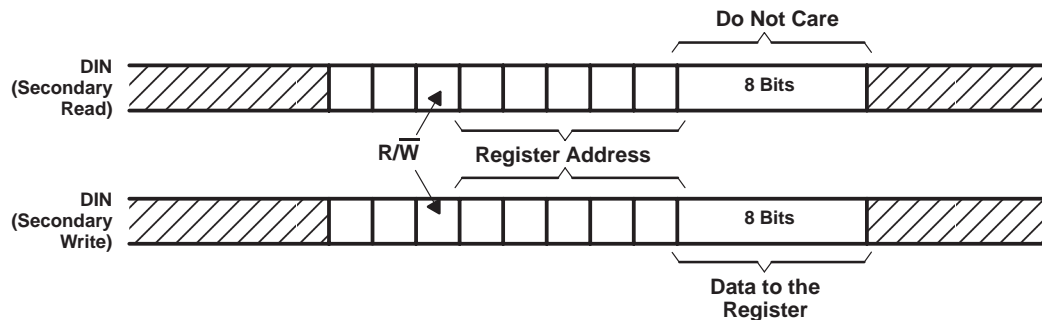 Do Not Care
DIN
(Secondary
Read)
8 Bits
R/W̅
Register Address
DIN
(Secondary
Write)
8 Bits
Data to the
Register